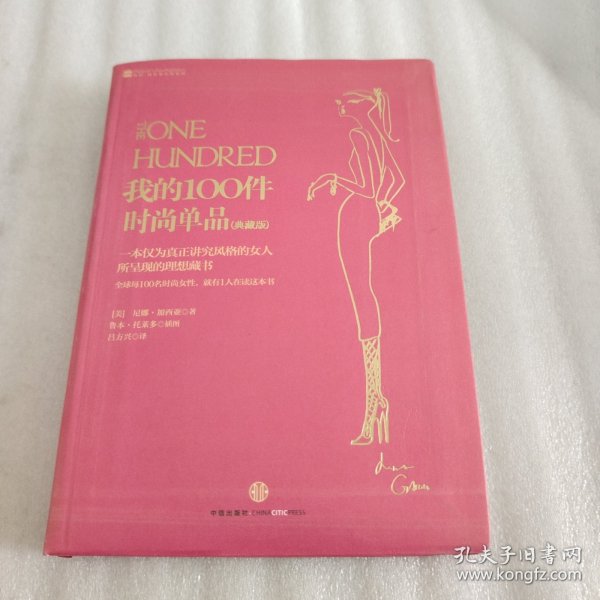 THE ONE
HUNDRED
我的100件
时尚单品(典藏版)
一本仅为真正讲究风格的女人
所呈现的理想藏书
全球每100名时尚女性，就有1人在读这本书
[美] 尼娜·加西亚◎著
鲁本·托莱多◎插图
吕方兴◎译
中信出版社·CHINACITICPRESS
孔夫子旧书网
www.kongfz.com